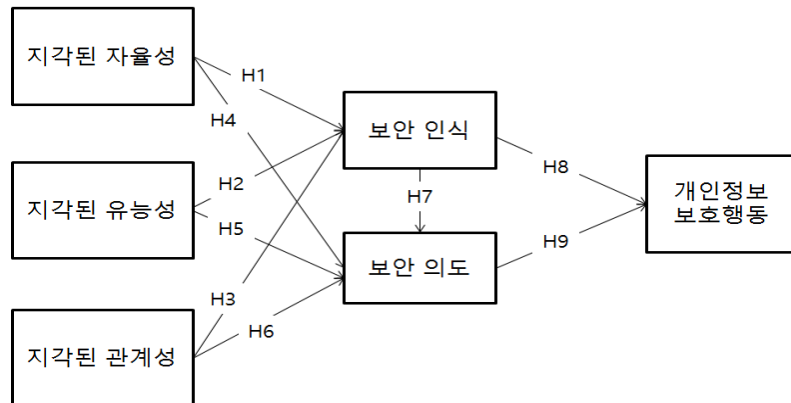 지각된 자율성
H1
H4
보안 인식
H2
H8
지각된 유능성
H7
개인정보
보호행동
H5
H9
보안 의도
H3
H6
지각된 관계성